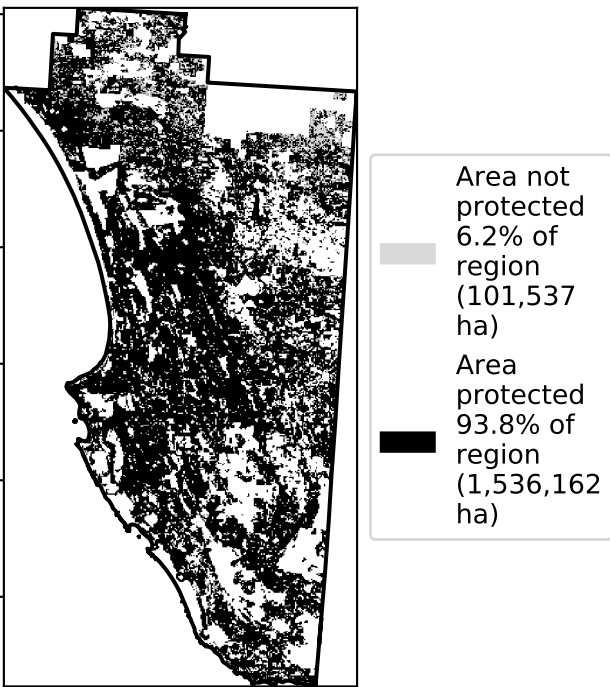 Area not
protected
6.2% of
region
(101,537
ha)
Area
protected
93.8% of
region
(1,536,162
ha)